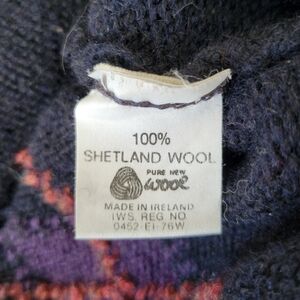 100%
SHETLAND WOOL
PURE NEW
WOOL
MADE IN IRELAND
IWS. REG NO
0452-EI-76W